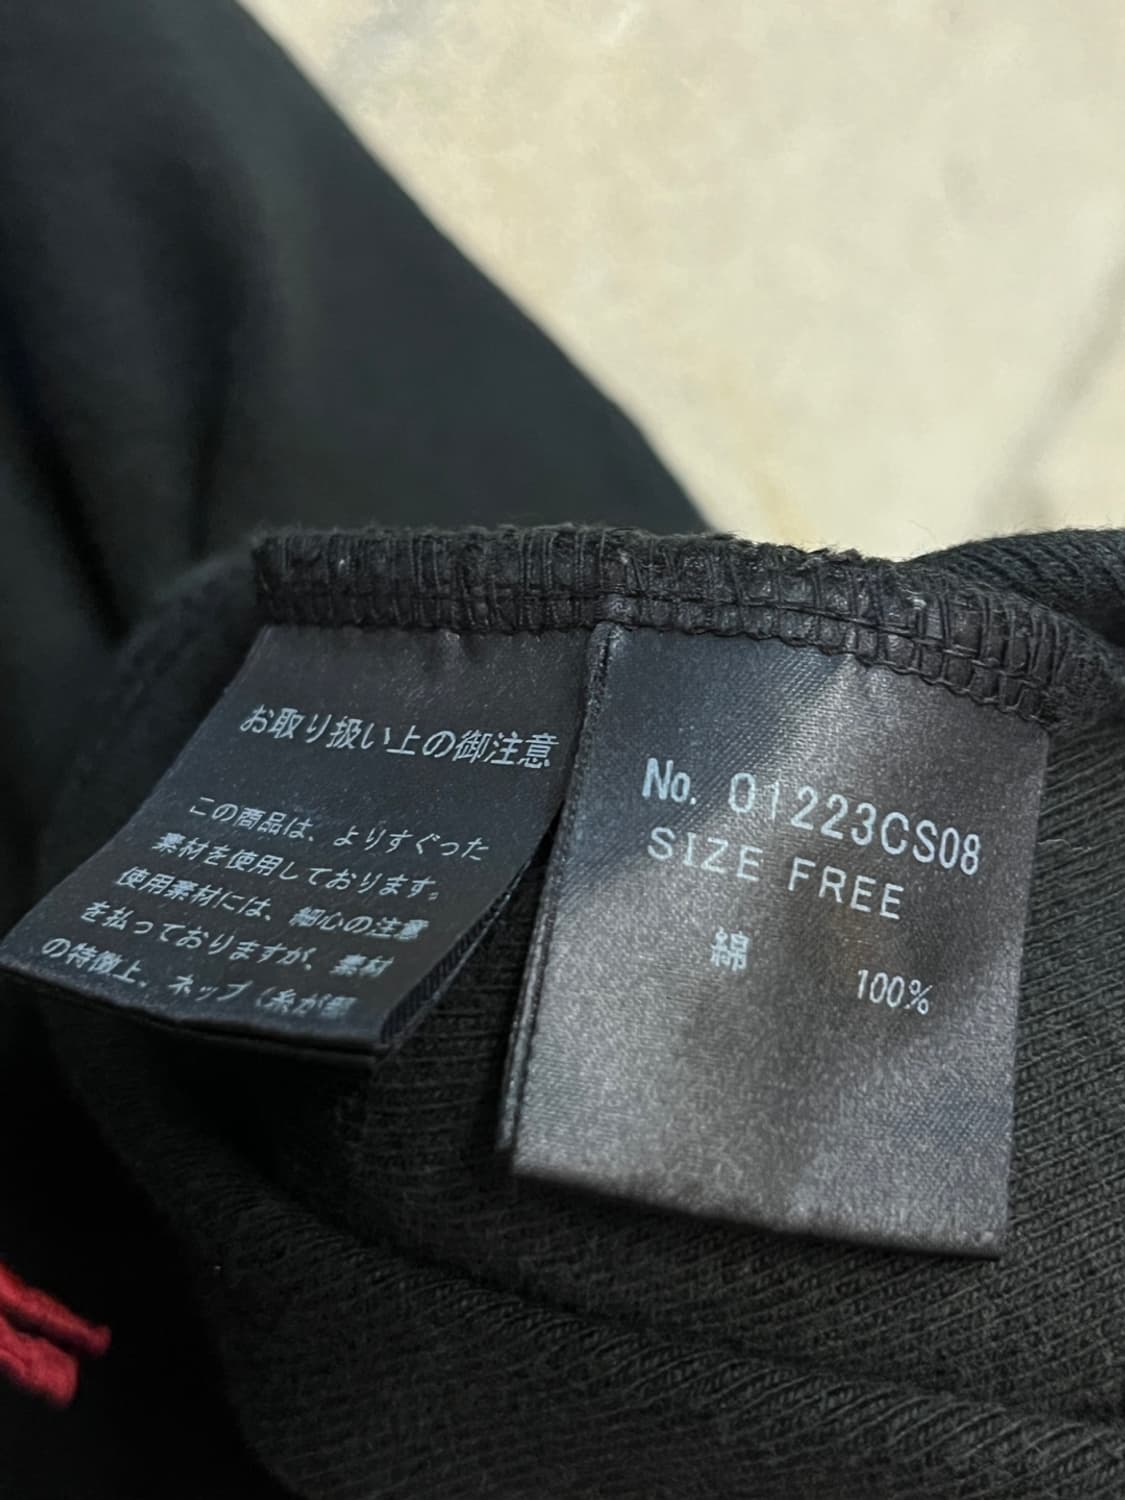 お取り扱い上の御注意
この商品は、よりすぐった
素材を使用しております。
使用素材には、細心の注意
を払っておりますが、素材
の特徴上、ネップ（糸が
No. 01223CS08
SIZE FREE
綿 100%